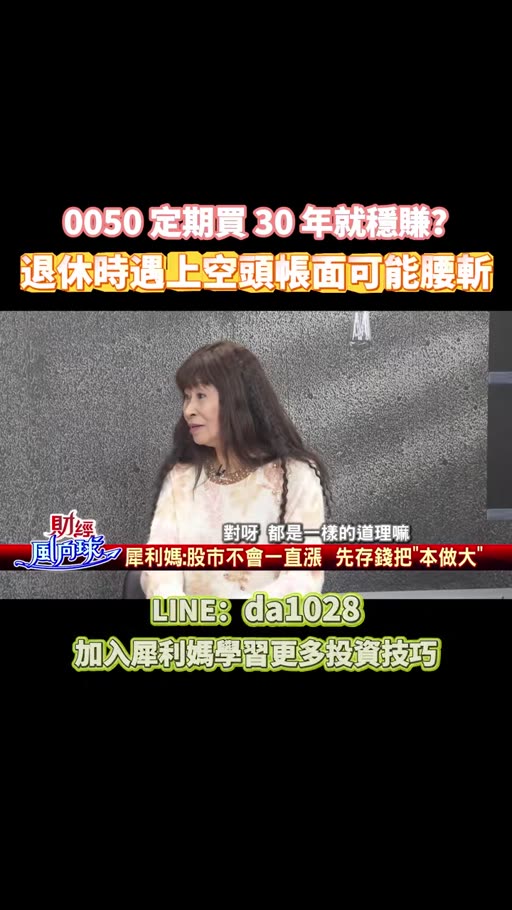 0050 定期買 30 年就穩賺?
退休時遇上空頭帳面可能腰斬
對呀 都是一樣的道理嘛
財經
風向球
犀利媽:股市不會一直漲 先存錢把"本做大"
LINE：da1028
加入犀利媽學習更多投資技巧